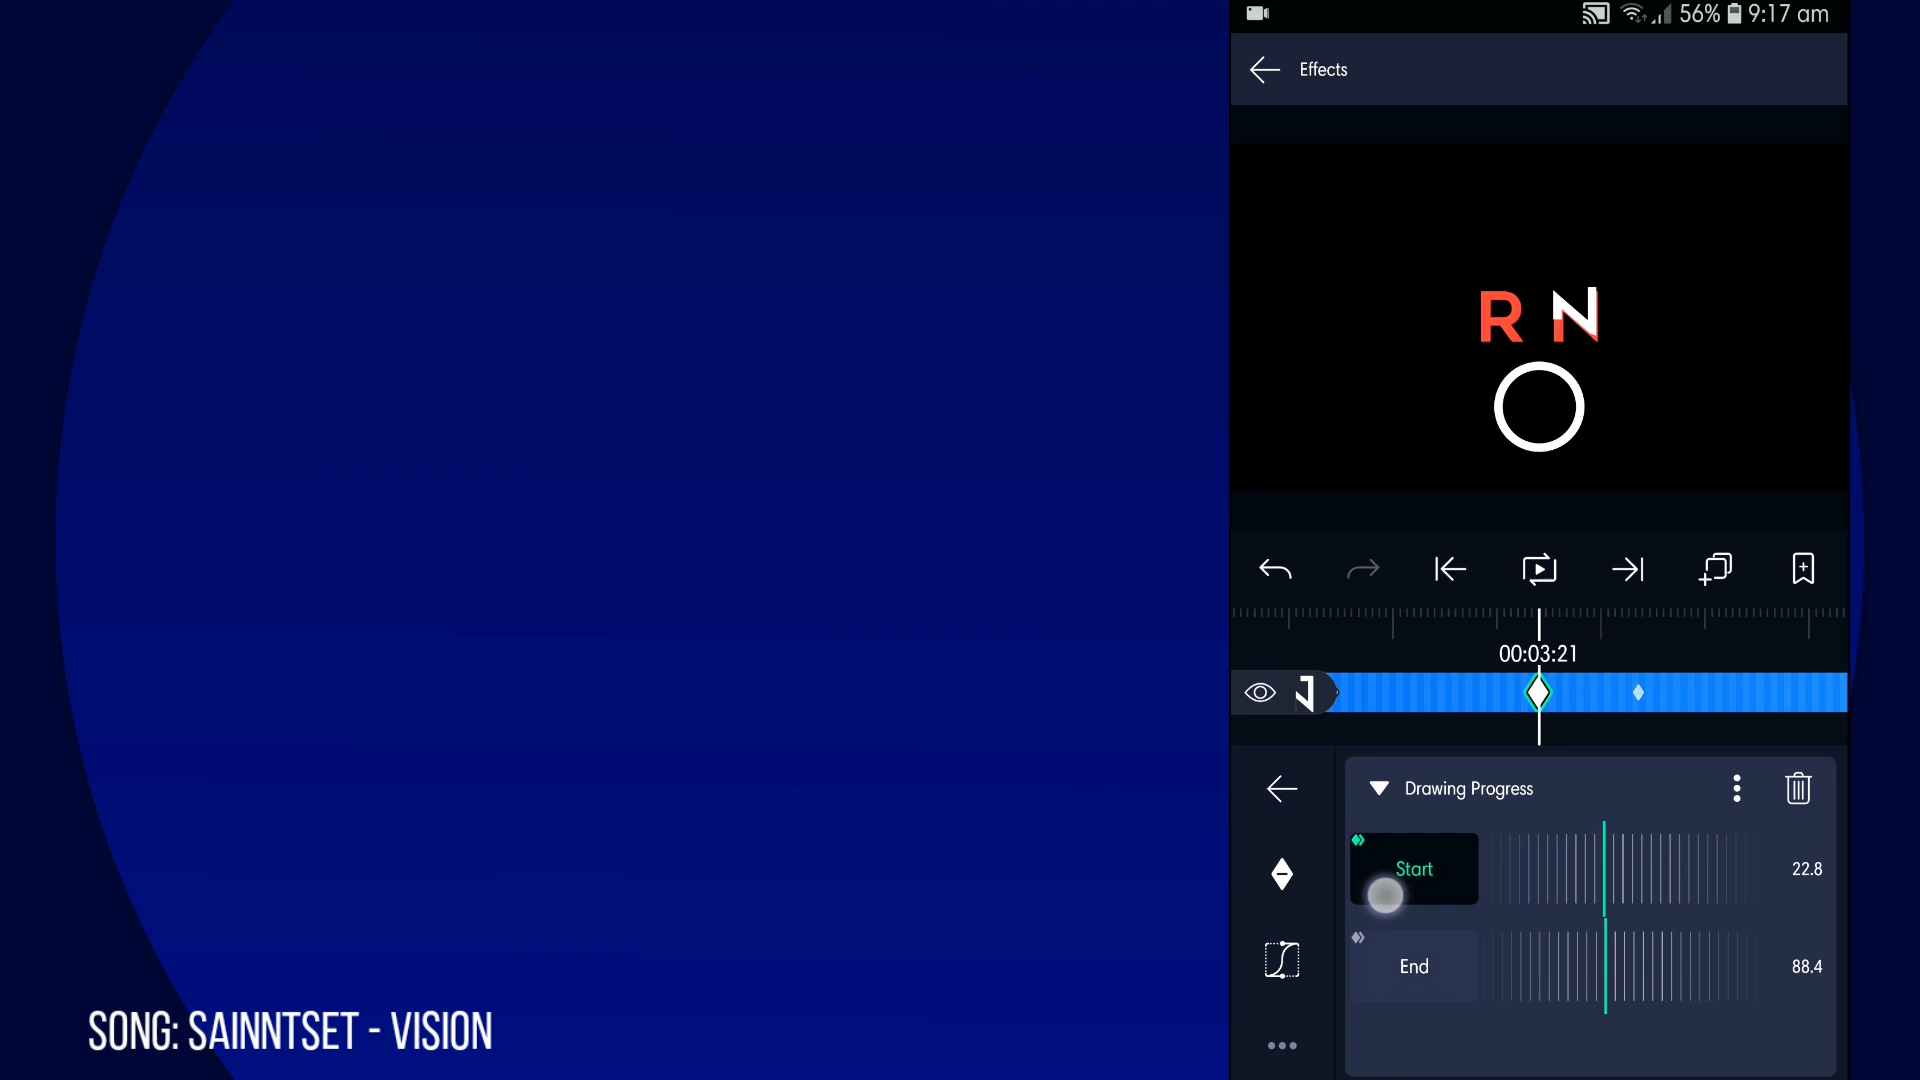 56% 9:17 am
Effects
R N
00:03:21
Drawing Progress
Start 22.8
End 88.4
SONG: SAINNTSET - VISION